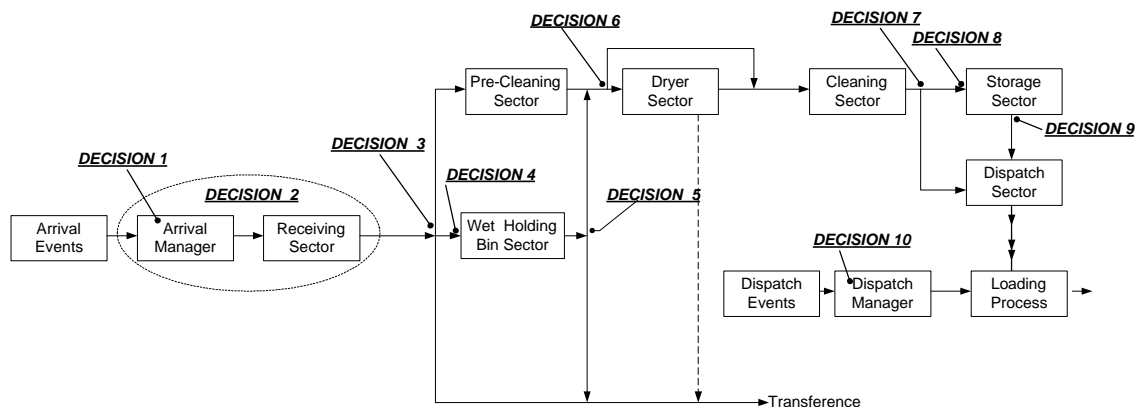 DECISION 6
DECISION 7
DECISION 8
Pre-Cleaning
Sector
Dryer
Sector
Cleaning
Sector
Storage
Sector
DECISION 9
DECISION 3
DECISION 1
DECISION 2
DECISION 4
DECISION 5
Dispatch
Sector
Arrival
Events
Arrival
Manager
Receiving
Sector
Wet Holding
Bin Sector
DECISION 10
Dispatch
Events
Dispatch
Manager
Loading
Process
Transference